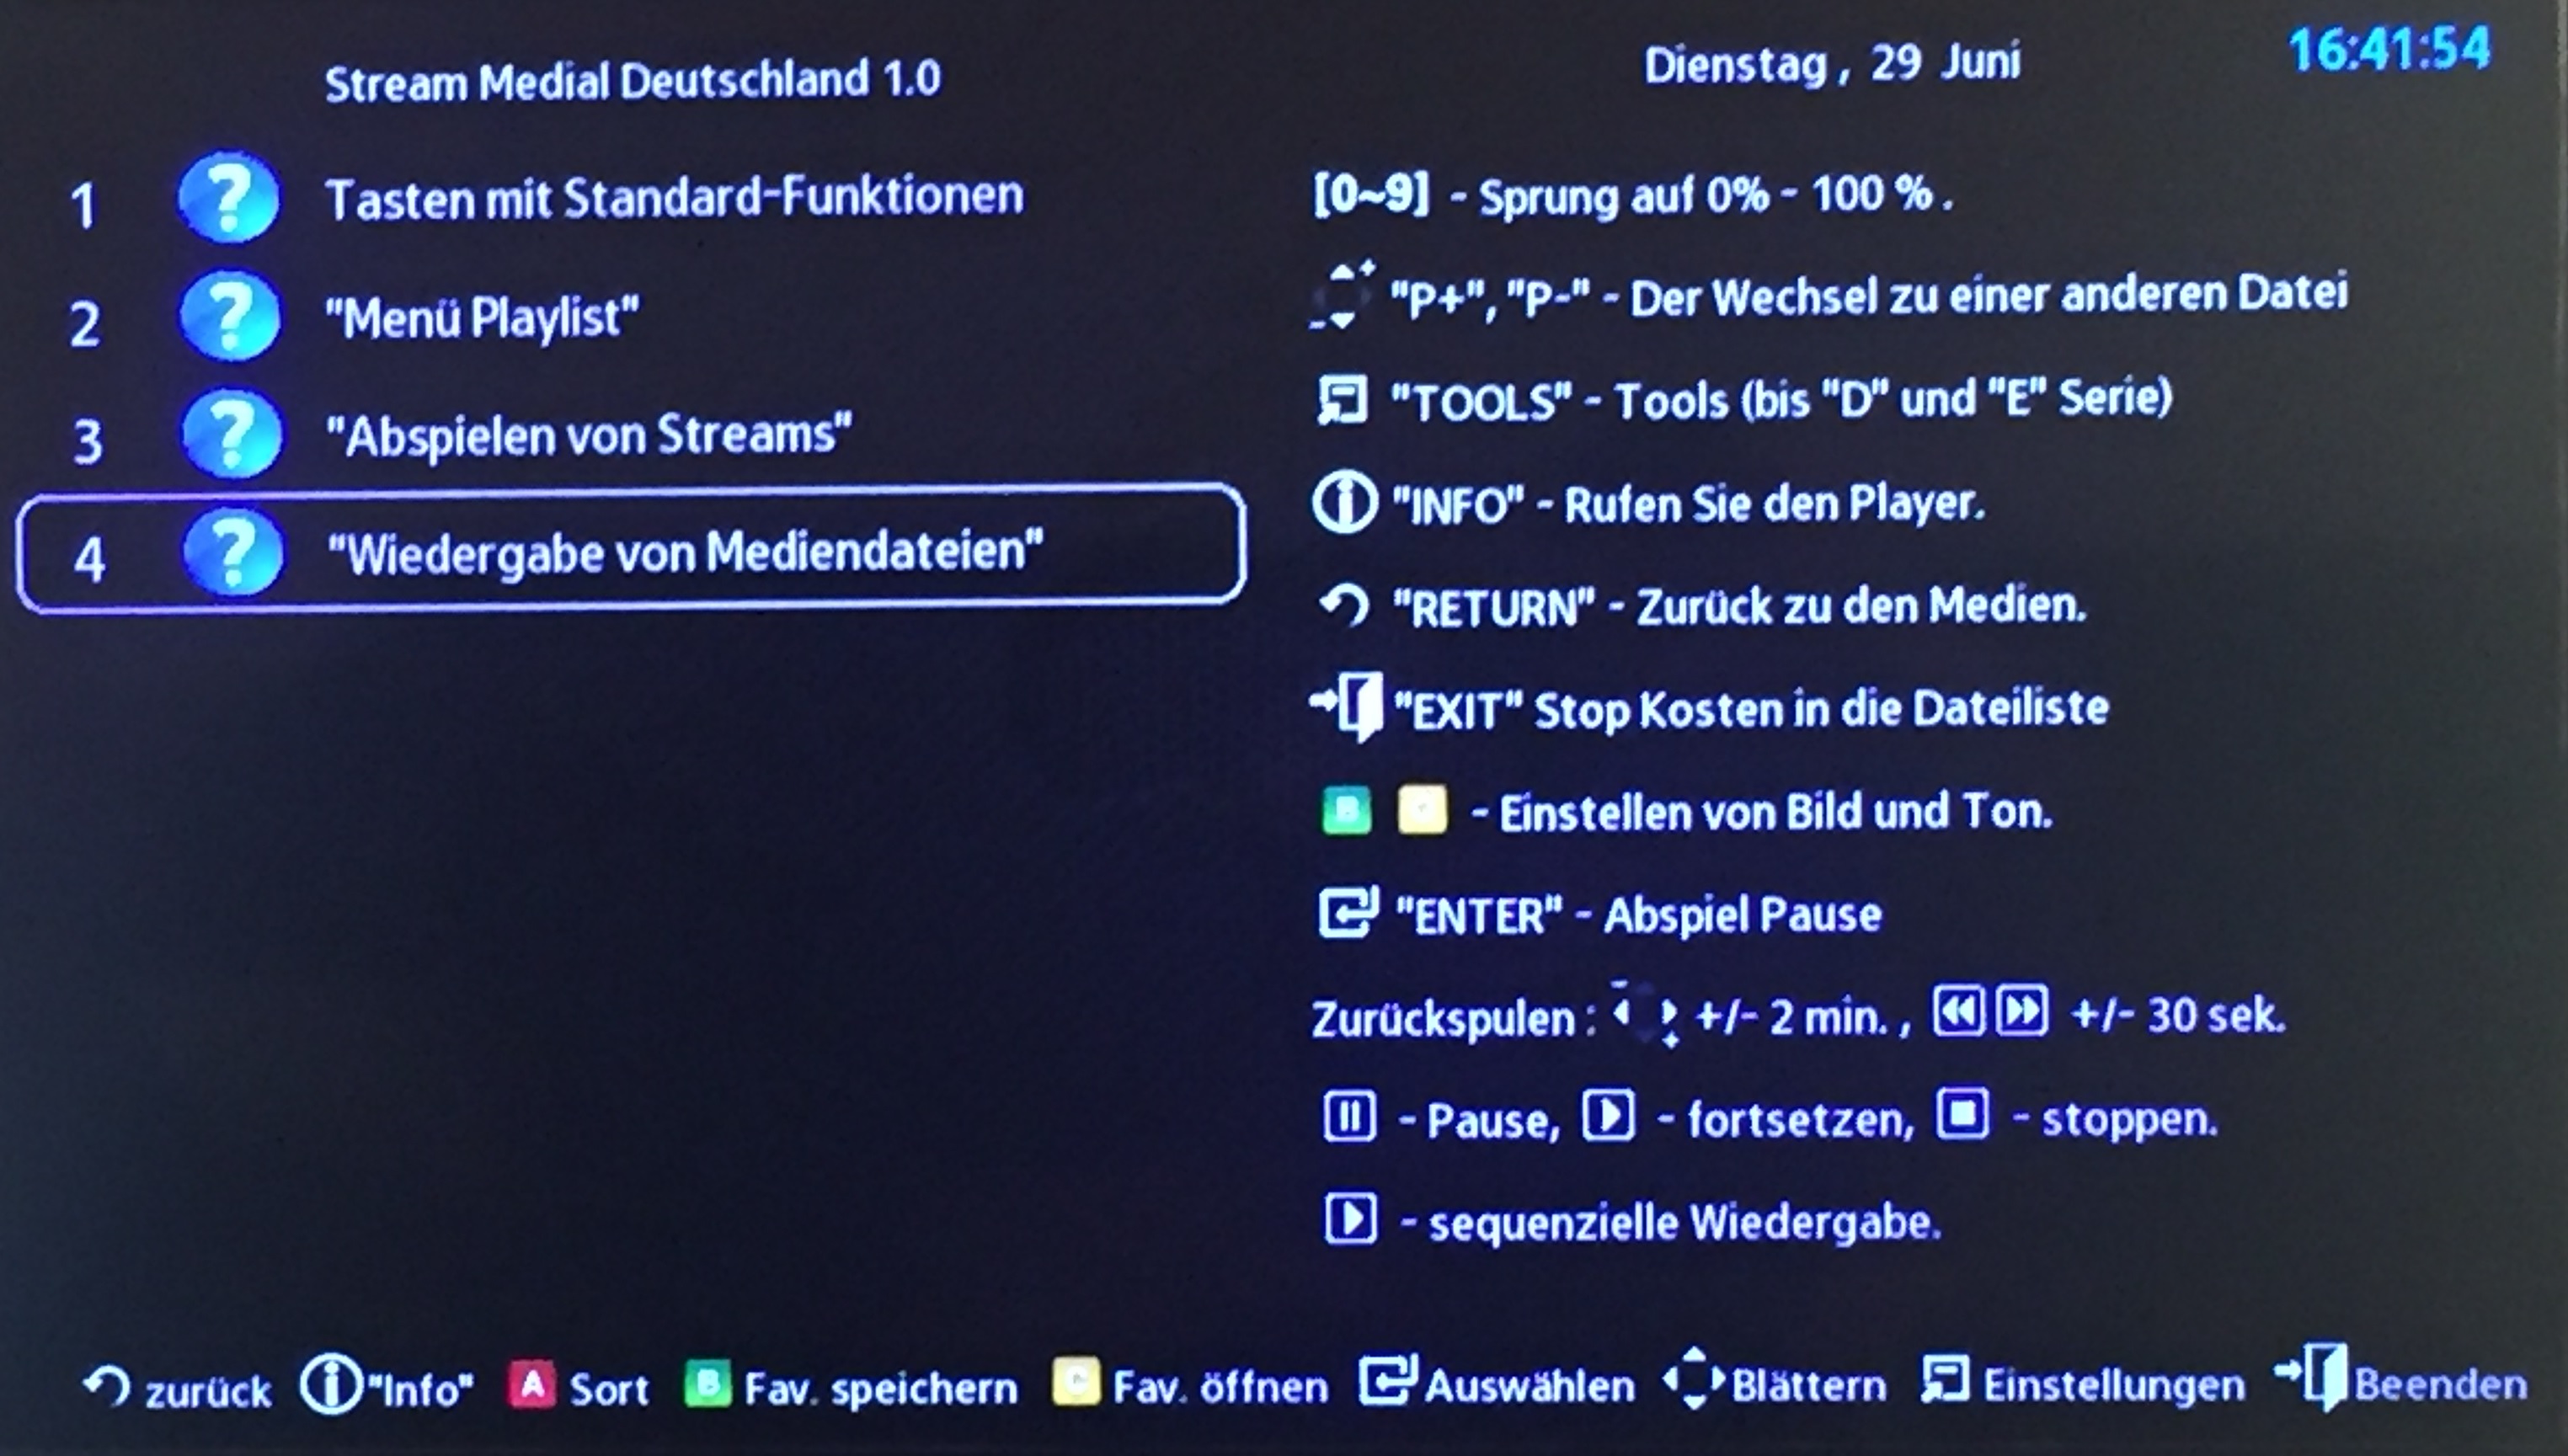 Stream Medial Deutschland 1.0
Dienstag, 29 Juni
16:41:54
1 ? Tasten mit Standard-Funktionen
2 ? "Menü Playlist"
3 ? "Abspielen von Streams"
4 ? "Wiedergabe von Mediendateien"
[0~9] - Sprung auf 0% - 100 % .
"P+", "P-" - Der Wechsel zu einer anderen Datei
"TOOLS" - Tools (bis "D" und "E" Serie)
"INFO" - Rufen Sie den Player.
"RETURN" - Zurück zu den Medien.
"EXIT" Stop Kosten in die Dateiliste
B C - Einstellen von Bild und Ton.
"ENTER" - Abspiel Pause
Zurückspulen : +/- 2 min. , +/- 30 sek.
- Pause, - fortsetzen, - stoppen.
- sequenzielle Wiedergabe.
zurück "Info" A Sort B Fav. speichern C Fav. öffnen Auswählen Blättern Einstellungen Beenden